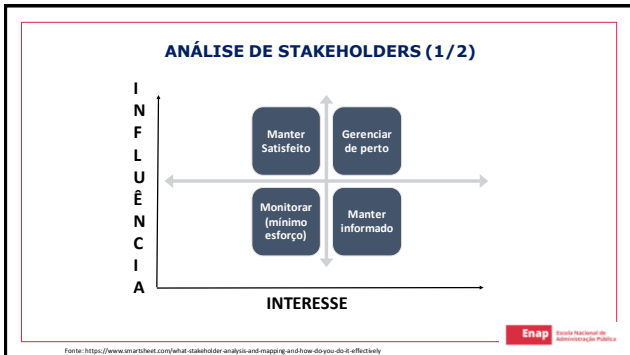 ANÁLISE DE STAKEHOLDERS (1/2)
I
N
F
L
U
Ê
N
C
I
A
Manter
Satisfeito
Gerenciar
de perto
Monitorar
(mínimo
esforço)
Manter
informado
INTERESSE
Enap
Escola Nacional de
Administração Pública
Fonte: https://www.smartsheet.com/what-stakeholder-analysis-and-mapping-and-how-do-you-do-it-effectively